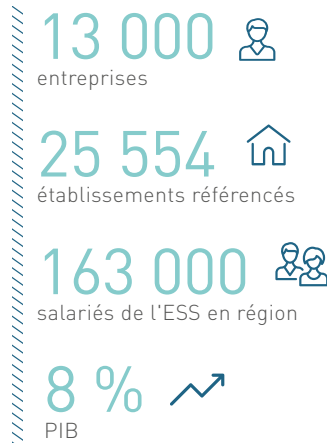 13 000
entreprises
25 554
établissements référencés
163 000
salariés de l'ESS en région
8 %
PIB